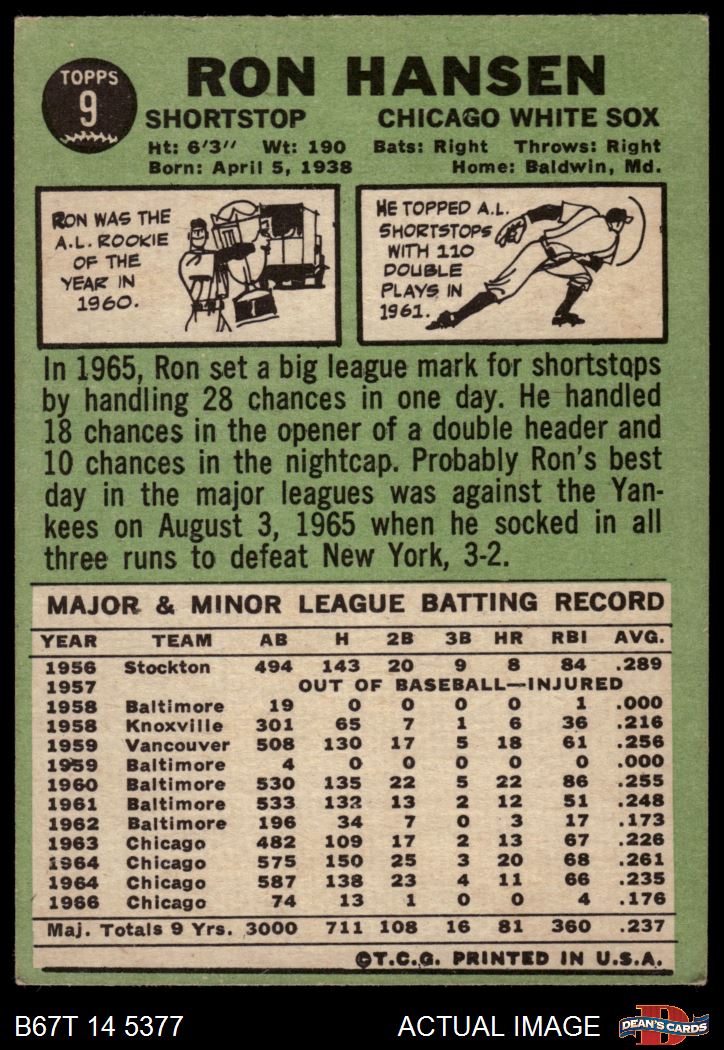 TOPPS
9
RON HANSEN
SHORTSTOP CHICAGO WHITE SOX
Ht: 6'3" Wt: 190 Bats: Right Throws: Right
Born: April 5, 1938 Home: Baldwin, Md.
RON WAS THE
A.L. ROOKIE
OF THE
YEAR IN
1960.
HE TOPPED A.L.
SHORTSTOPS
WITH 110
DOUBLE
PLAYS IN
1961.
In 1965, Ron set a big league mark for shortstops
by handling 28 chances in one day. He handled
18 chances in the opener of a double header and
10 chances in the nightcap. Probably Ron's best
day in the major leagues was against the Yan-
kees on August 3, 1965 when he socked in all
three runs to defeat New York, 3-2.
MAJOR & MINOR LEAGUE BATTING RECORD
YEAR TEAM AB H 2B 3B HR RBI AVG.
1956 Stockton 494 143 20 9 8 84 .289
1957 OUT OF BASEBALL—INJURED
1958 Baltimore 19 0 0 0 0 1 .000
1958 Knoxville 301 65 7 1 6 36 .216
1959 Vancouver 508 130 17 5 18 61 .256
1959 Baltimore 4 0 0 0 0 0 .000
1960 Baltimore 530 135 22 5 22 86 .255
1961 Baltimore 533 132 13 2 12 51 .248
1962 Baltimore 196 34 7 0 3 17 .173
1963 Chicago 482 109 17 2 13 67 .226
1964 Chicago 575 150 25 3 20 68 .261
1964 Chicago 587 138 23 4 11 66 .235
1966 Chicago 74 13 1 0 0 4 .176
Maj. Totals 9 Yrs. 3000 711 108 16 81 360 .237
©T.C.G. PRINTED IN U.S.A.
B67T 14 5377 ACTUAL IMAGE
DEAN'S CARDS